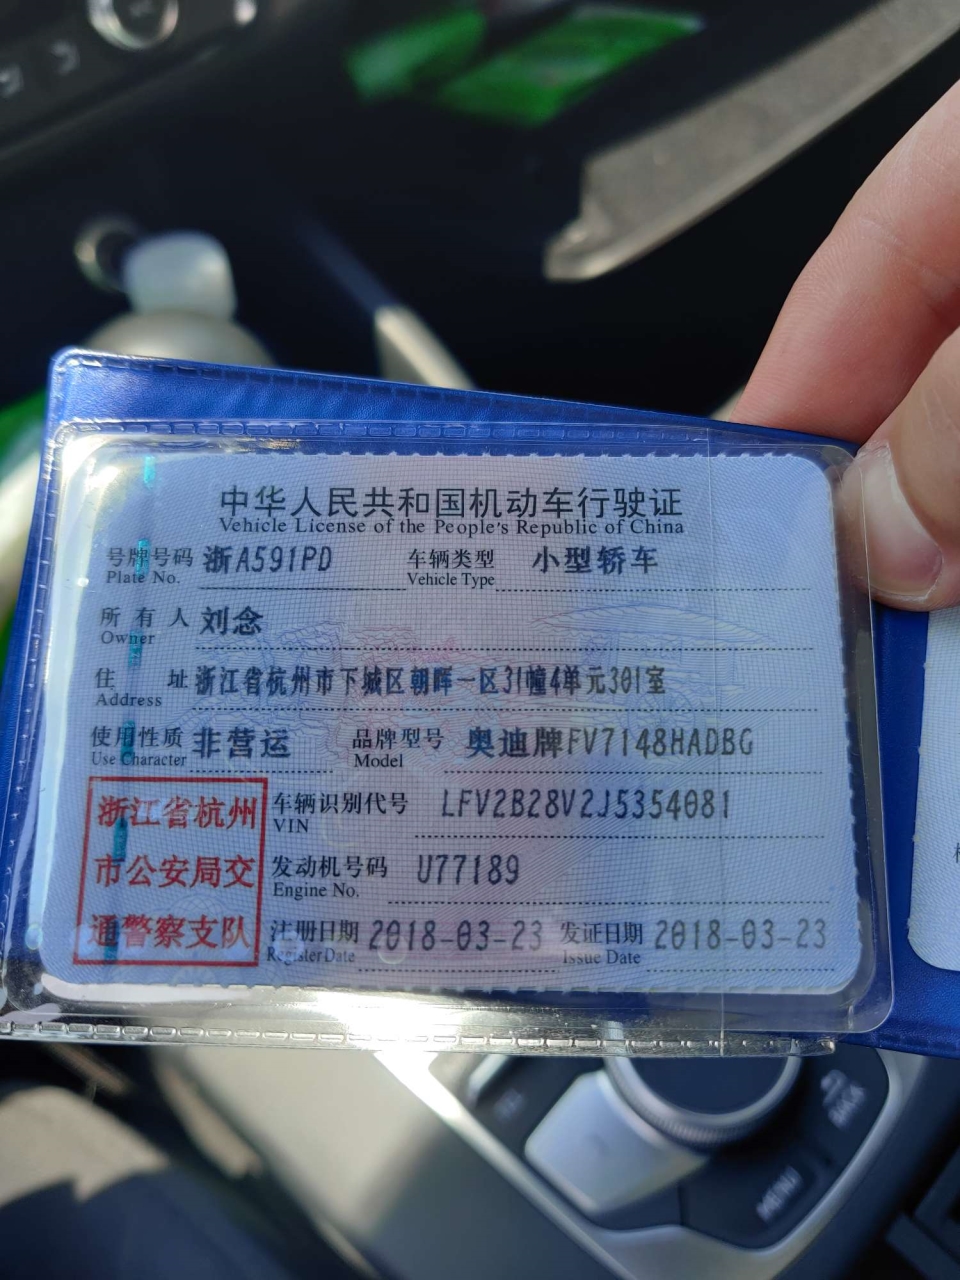 中华人民共和国机动车行驶证
Vehicle License of the People's Republic of China
号牌号码 浙A591PD 车辆类型 小型轿车
Plate No. Vehicle Type
所有人 刘念
Owner
住址 浙江省杭州市下城区朝晖一区31幢4单元301室
Address
使用性质 非营运 品牌型号 奥迪牌FV7148HADBG
Use Character Model
浙江省杭州
市公安局交
通警察支队
车辆识别代号 LFV2B28V2J5354081
VIN
发动机号码 U77189
Engine No.
注册日期 2018-03-23 发证日期 2018-03-23
Register Date Issue Date
BACK
MENU